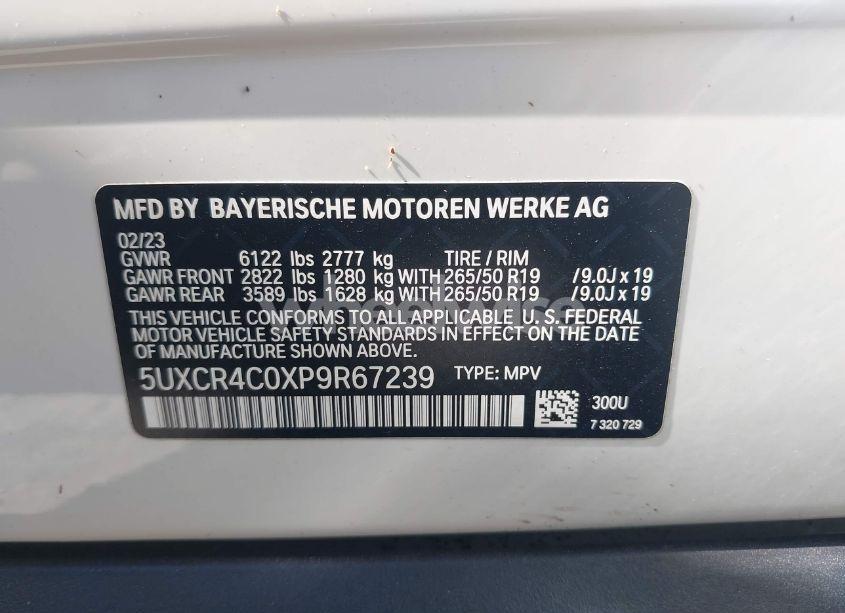 MFD BY BAYERISCHE MOTOREN WERKE AG
02/23
GVWR 6122 lbs 2777 kg TIRE / RIM
GAWR FRONT 2822 lbs 1280 kg WITH 265/50 R19 /9.0J x 19
GAWR REAR 3589 lbs 1628 kg WITH 265/50 R19 /9.0J x 19
THIS VEHICLE CONFORMS TO ALL APPLICABLE U. S. FEDERAL
MOTOR VEHICLE SAFETY STANDARDS IN EFFECT ON THE DATE
OF MANUFACTURE SHOWN ABOVE.
5UXCR4C0XP9R67239 TYPE: MPV
300U
7 320 729